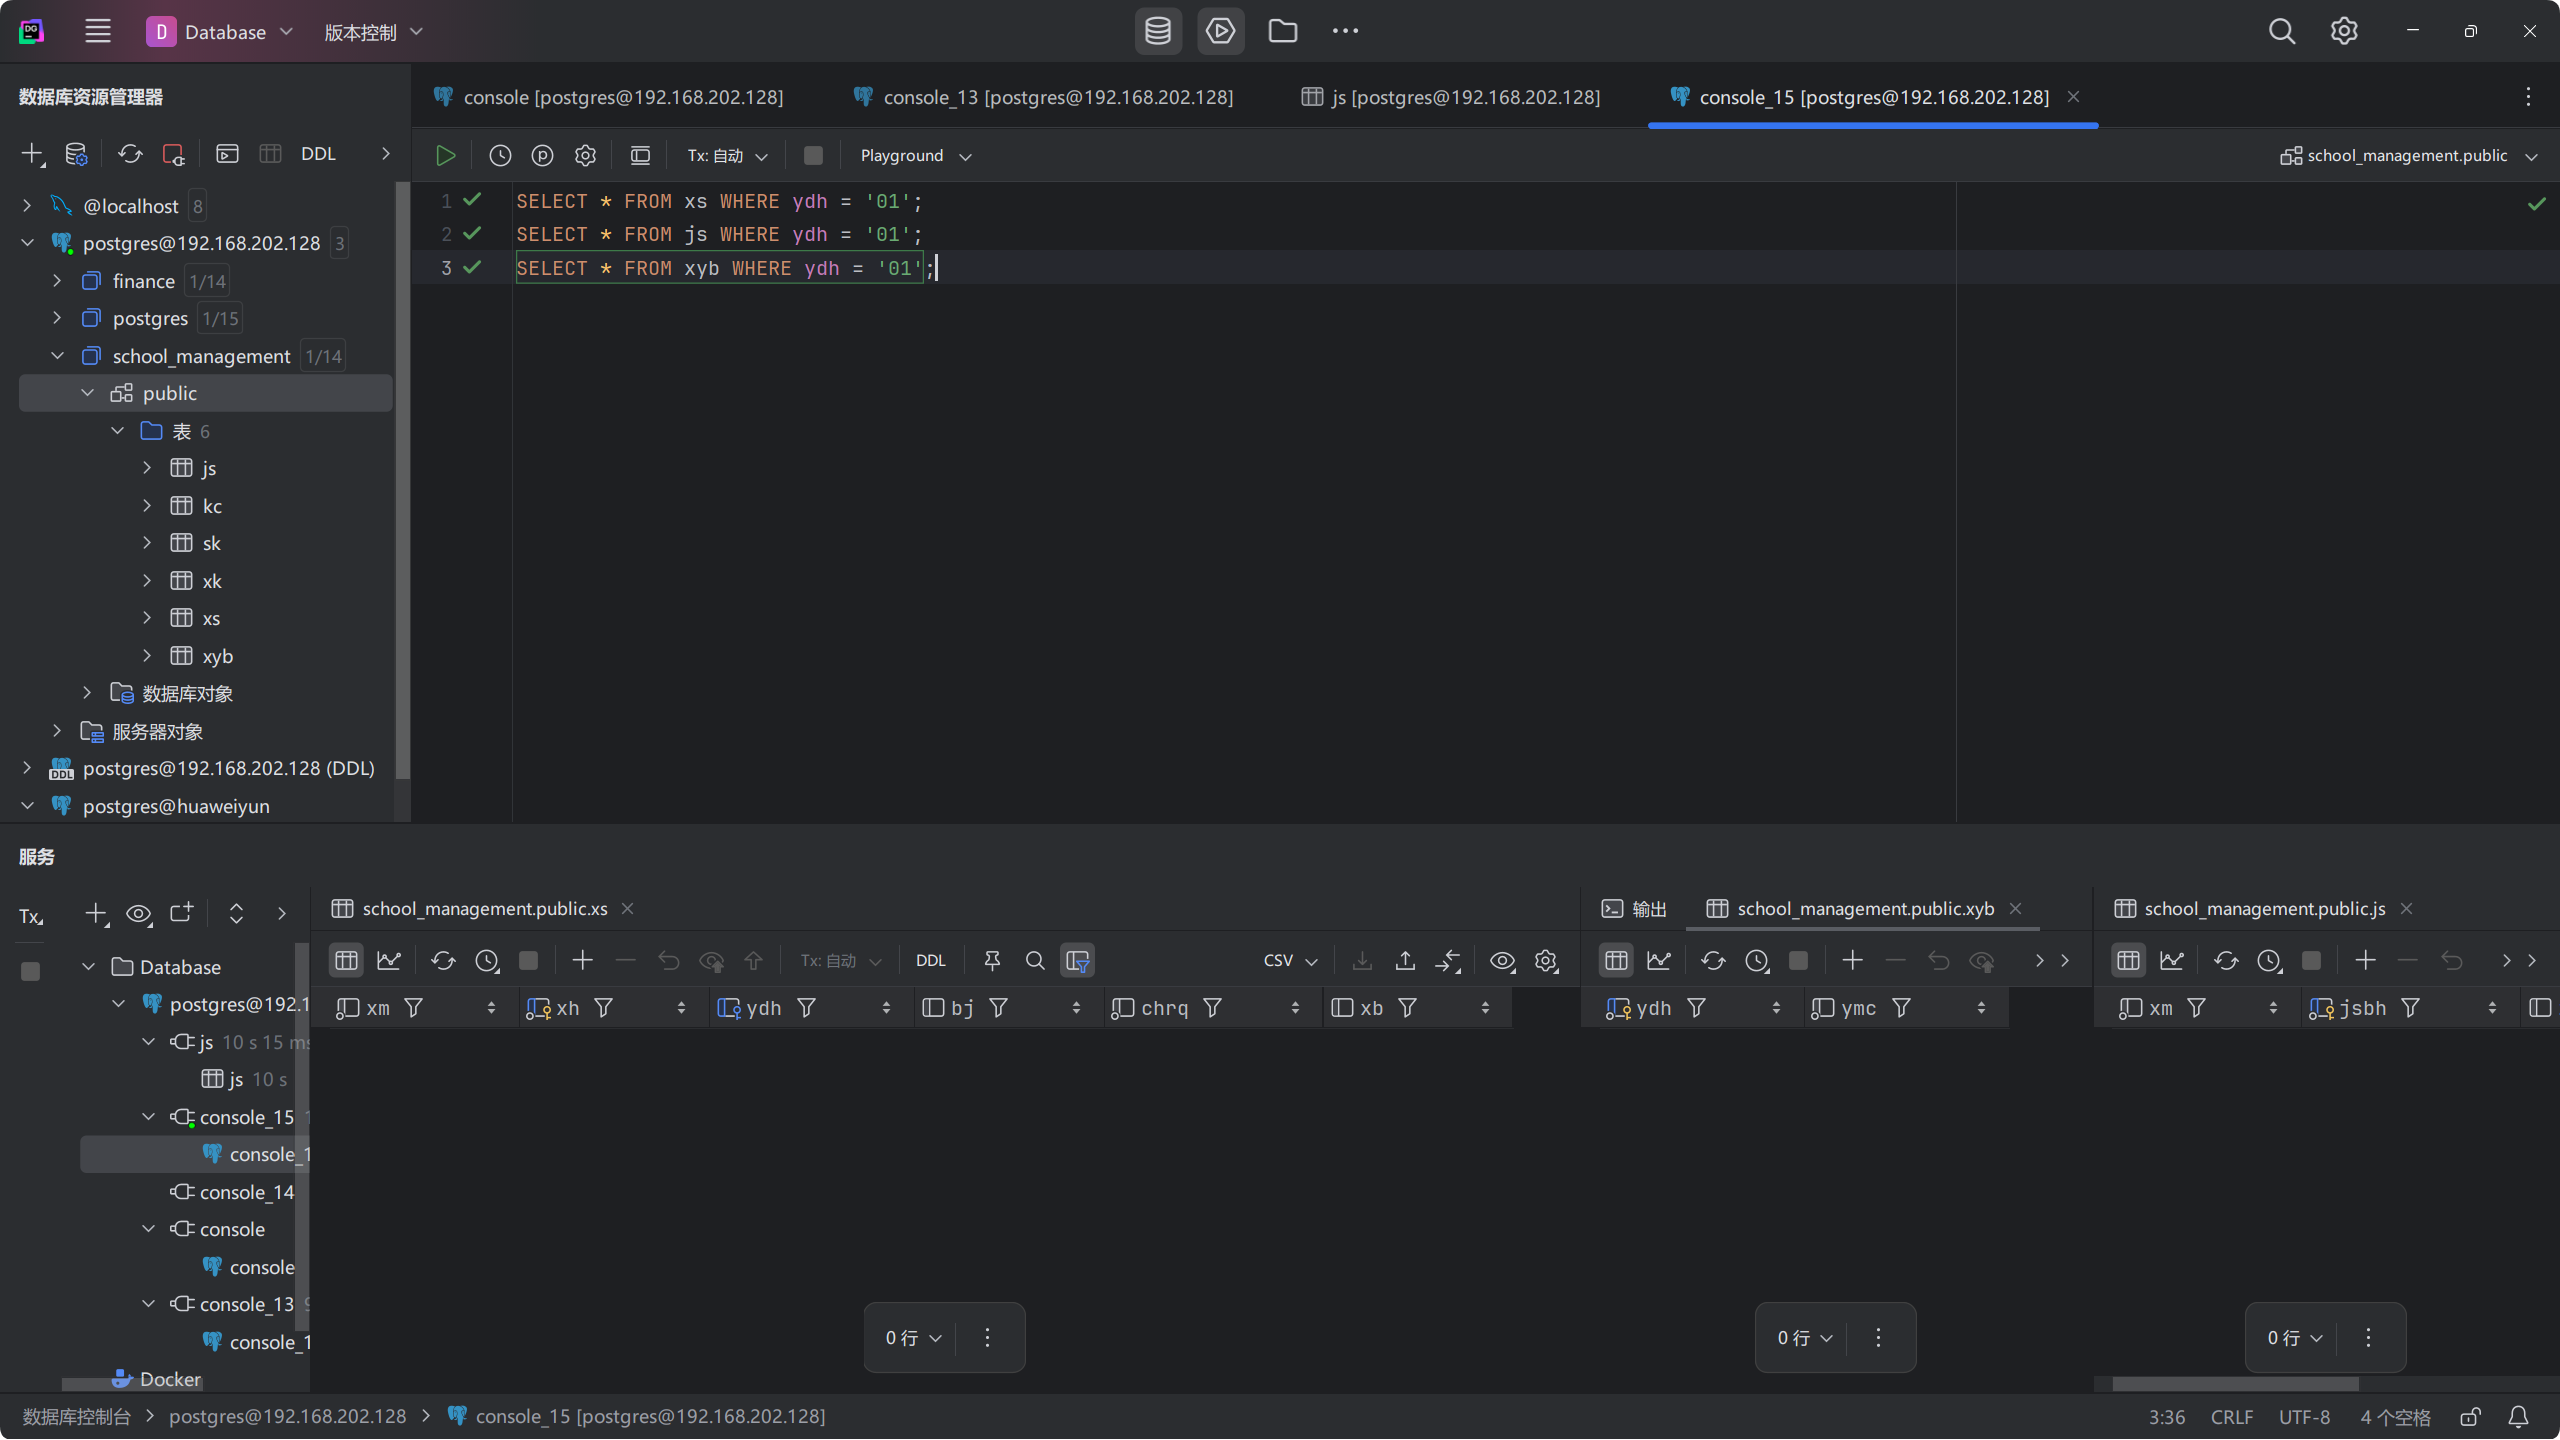 DG
D Database
版本控制
数据库资源管理器
DDL
@localhost 8
postgres@192.168.202.128 3
finance 1/14
postgres 1/15
school_management 1/14
public
表 6
js
kc
sk
xk
xs
xyb
数据库对象
服务器对象
postgres@192.168.202.128 (DDL)
postgres@huaweiyun
console [postgres@192.168.202.128]
console_13 [postgres@192.168.202.128]
js [postgres@192.168.202.128]
console_15 [postgres@192.168.202.128]
Tx: 自动
Playground
school_management.public
1 SELECT * FROM xs WHERE ydh = '01';
2 SELECT * FROM js WHERE ydh = '01';
3 SELECT * FROM xyb WHERE ydh = '01';
服务
Tx
Database
postgres@192.1
js 10 s 15 ms
js 10 s
console_15
console_1
console_14
console
console
console_13
console_1
Docker
school_management.public.xs
Tx: 自动
DDL
CSV
xm
xh
ydh
bj
chrq
xb
0 行
输出
school_management.public.xyb
ydh
ymc
0 行
school_management.public.js
xm
jsbh
0 行
数据库控制台 > postgres@192.168.202.128 > console_15 [postgres@192.168.202.128]
3:36
CRLF
UTF-8
4 个空格